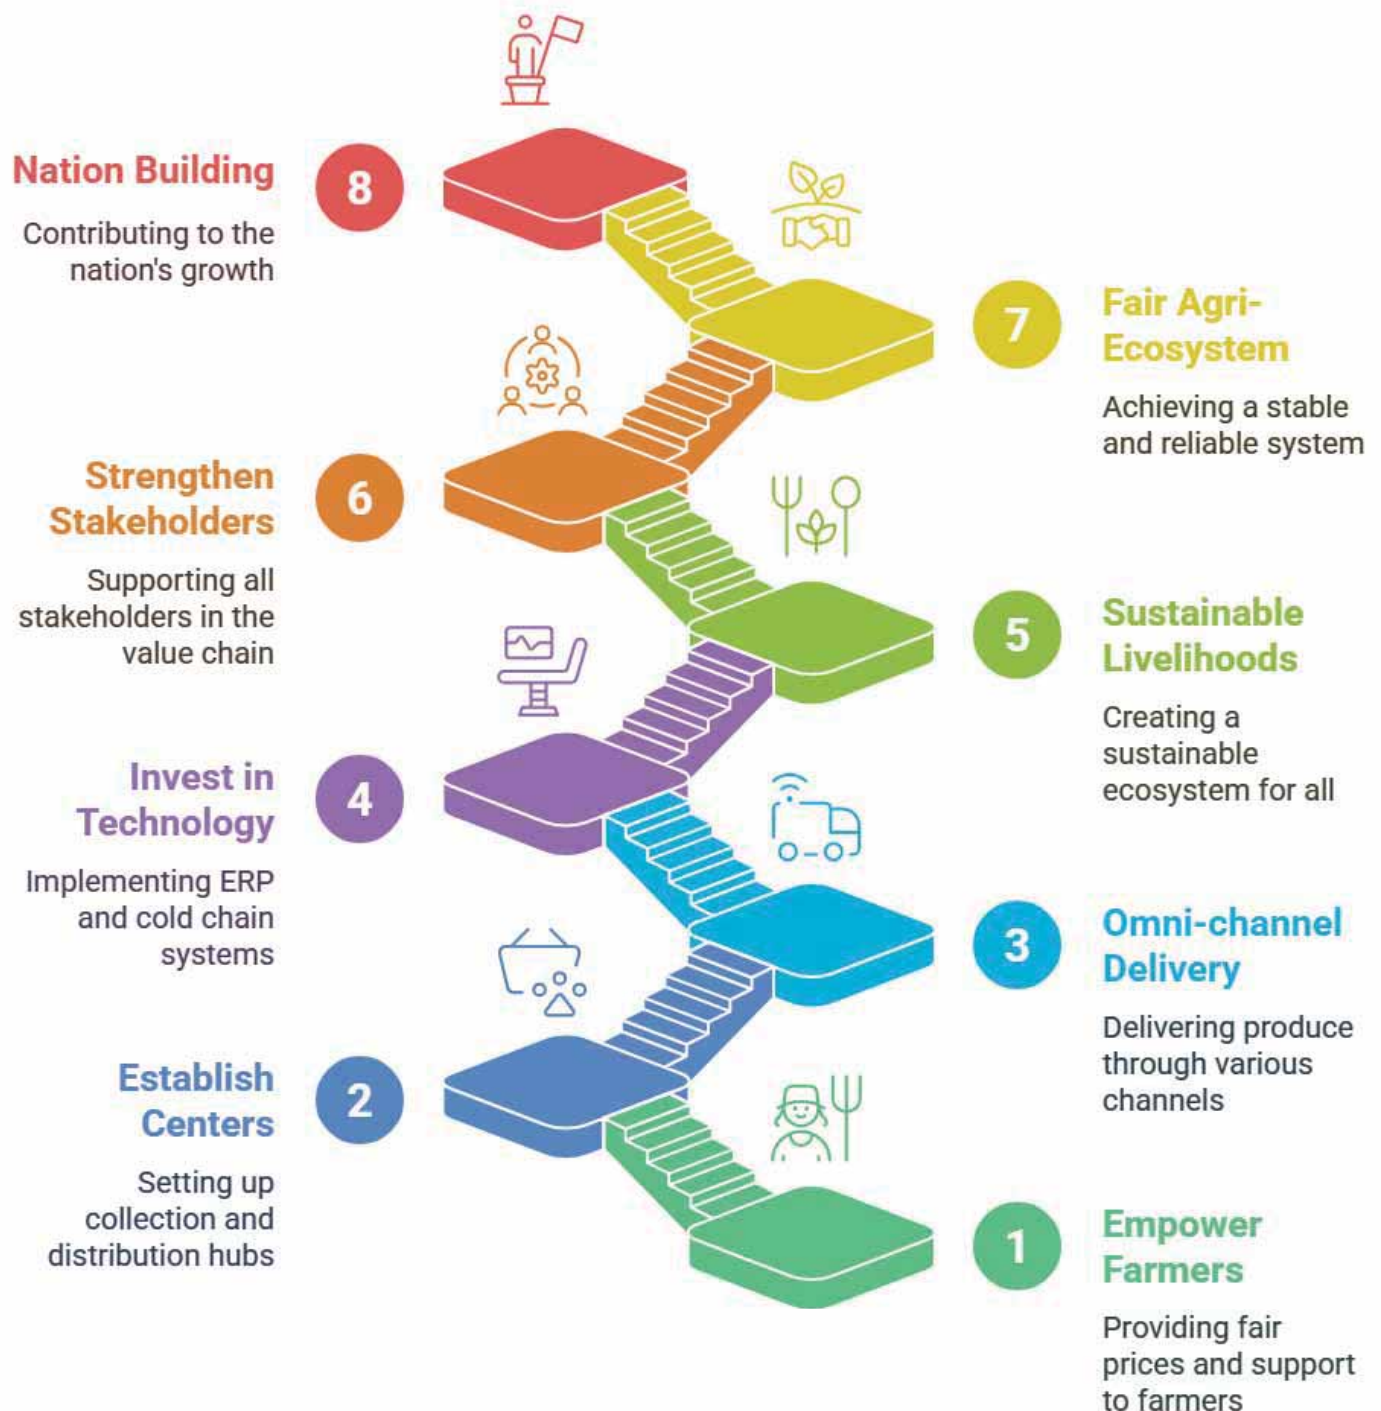 Nation Building
8
Contributing to the
nation's growth
7
Fair Agri-
Ecosystem
Achieving a stable
and reliable system
Strengthen
Stakeholders
6
Supporting all
stakeholders in the
value chain
5
Sustainable
Livelihoods
Creating a
sustainable
ecosystem for all
Invest in
Technology
4
Implementing ERP
and cold chain
systems
3
Omni-channel
Delivery
Delivering produce
through various
channels
Establish
Centers
2
Setting up
collection and
distribution hubs
1
Empower
Farmers
Providing fair
prices and support
to farmers